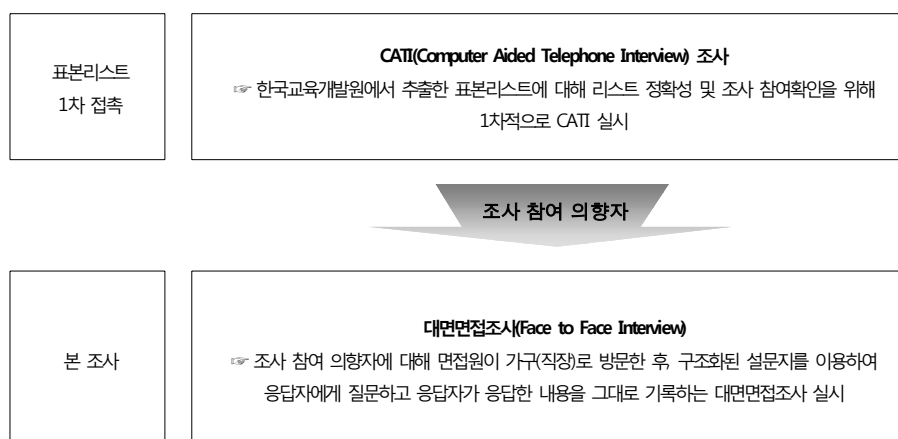 표본리스트
1차 접촉
CATI(Computer Aided Telephone Interview) 조사
☞ 한국교육개발원에서 추출한 표본리스트에 대해 리스트 정확성 및 조사 참여확인을 위해
1차적으로 CATI 실시
조사 참여 의향자
본 조사
대면면접조사(Face to Face Interview)
☞ 조사 참여 의향자에 대해 면접원이 가구(직장)로 방문한 후, 구조화된 설문지를 이용하여
응답자에게 질문하고 응답자가 응답한 내용을 그대로 기록하는 대면면접조사 실시